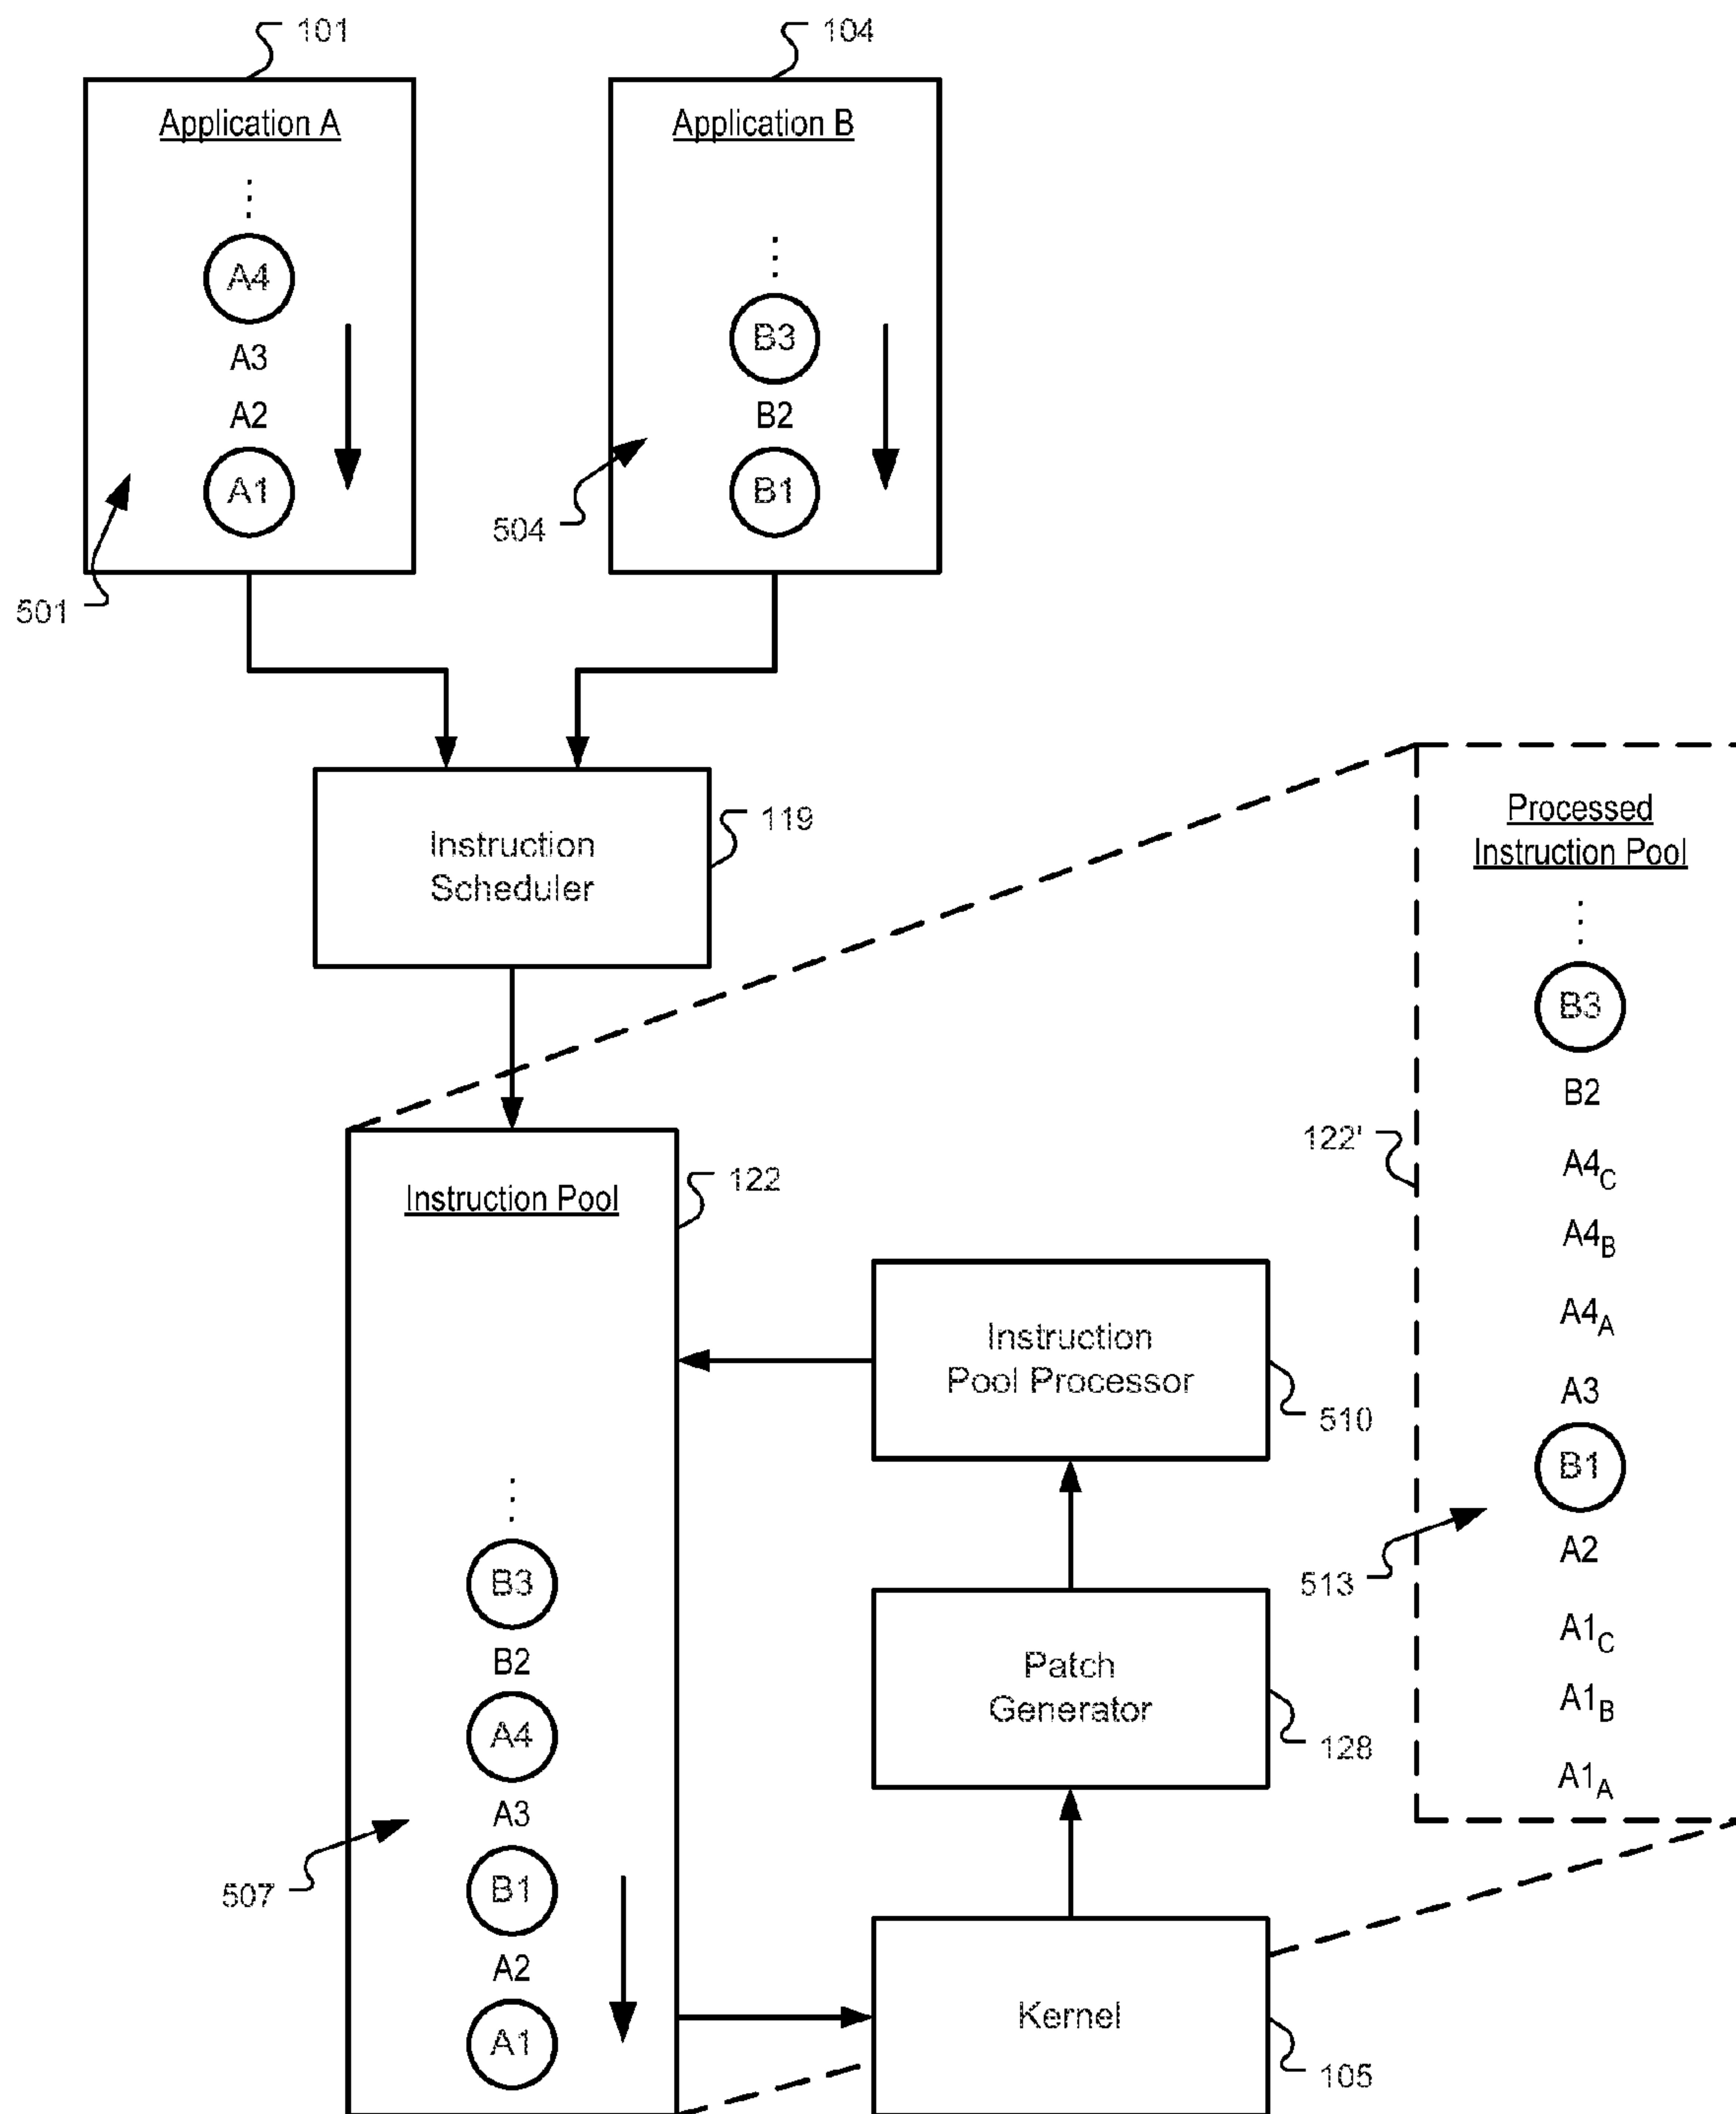 101
104
Application A
Application B
⋮
A4
A3
A2
A1
⋮
B3
B2
B1
501
504
Instruction
Scheduler
119
Processed
Instruction Pool
⋮
B3
B2
A4C
A4B
A4A
A3
B1
A2
A1C
A1B
A1A
122'
513
Instruction Pool
122
⋮
B3
B2
A4
A3
B1
A2
A1
507
Instruction
Pool Processor
510
Patch
Generator
128
Kernel
105